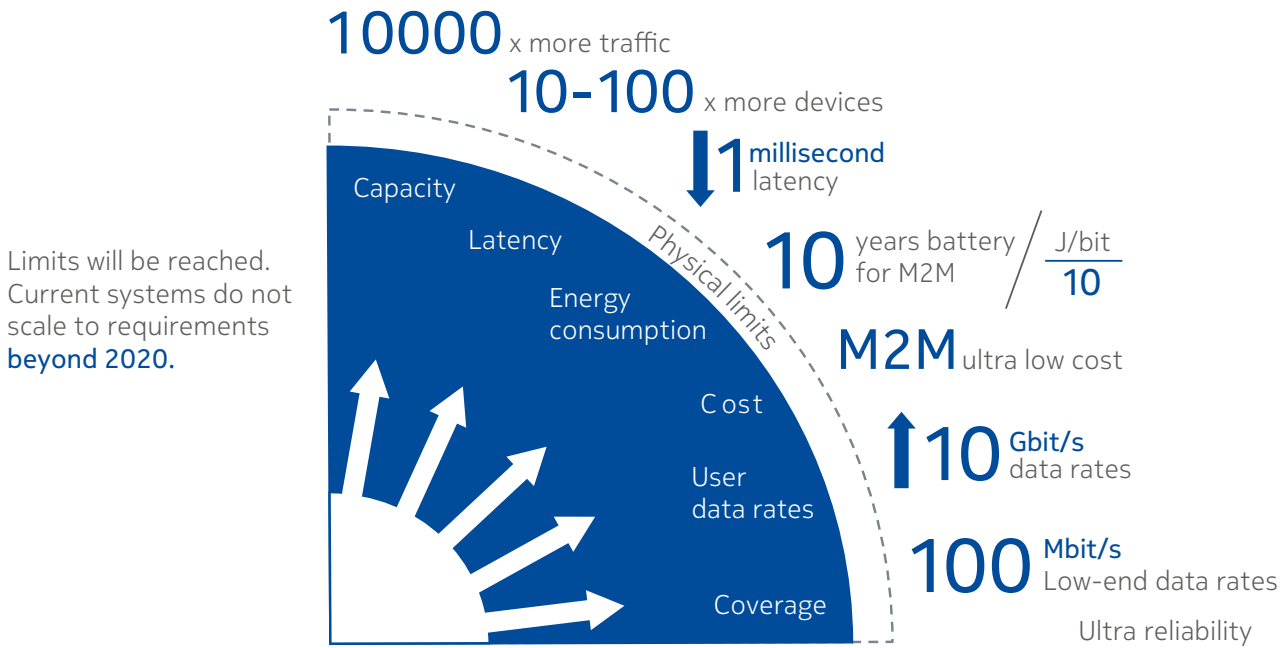 10000 x more traffic
10-100 x more devices
1 millisecond
latency
Capacity
Latency
Physical limits
10 years battery
for M2M
J/bit
10
Limits will be reached.
Current systems do not
scale to requirements
beyond 2020.
Energy
consumption
M2M ultra low cost
Cost
10 Gbit/s
data rates
User
data rates
100 Mbit/s
Low-end data rates
Coverage
Ultra reliability